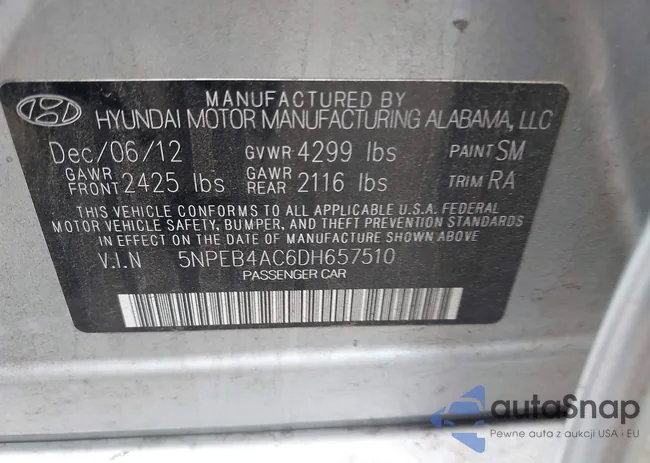 MANUFACTURED BY
HYUNDAI MOTOR MANUFACTURING ALABAMA, LLC
Dec/06/12 GVWR 4299 lbs PAINT SM
GAWR FRONT 2425 lbs GAWR REAR 2116 lbs TRIM RA
THIS VEHICLE CONFORMS TO ALL APPLICABLE U.S.A. FEDERAL
MOTOR VEHICLE SAFETY, BUMPER, AND THEFT PREVENTION STANDARDS
IN EFFECT ON THE DATE OF MANUFACTURE SHOWN ABOVE
V.I.N 5NPEB4AC6DH657510
PASSENGER CAR
autoSnap
Pewne auta z aukcji USA i EU